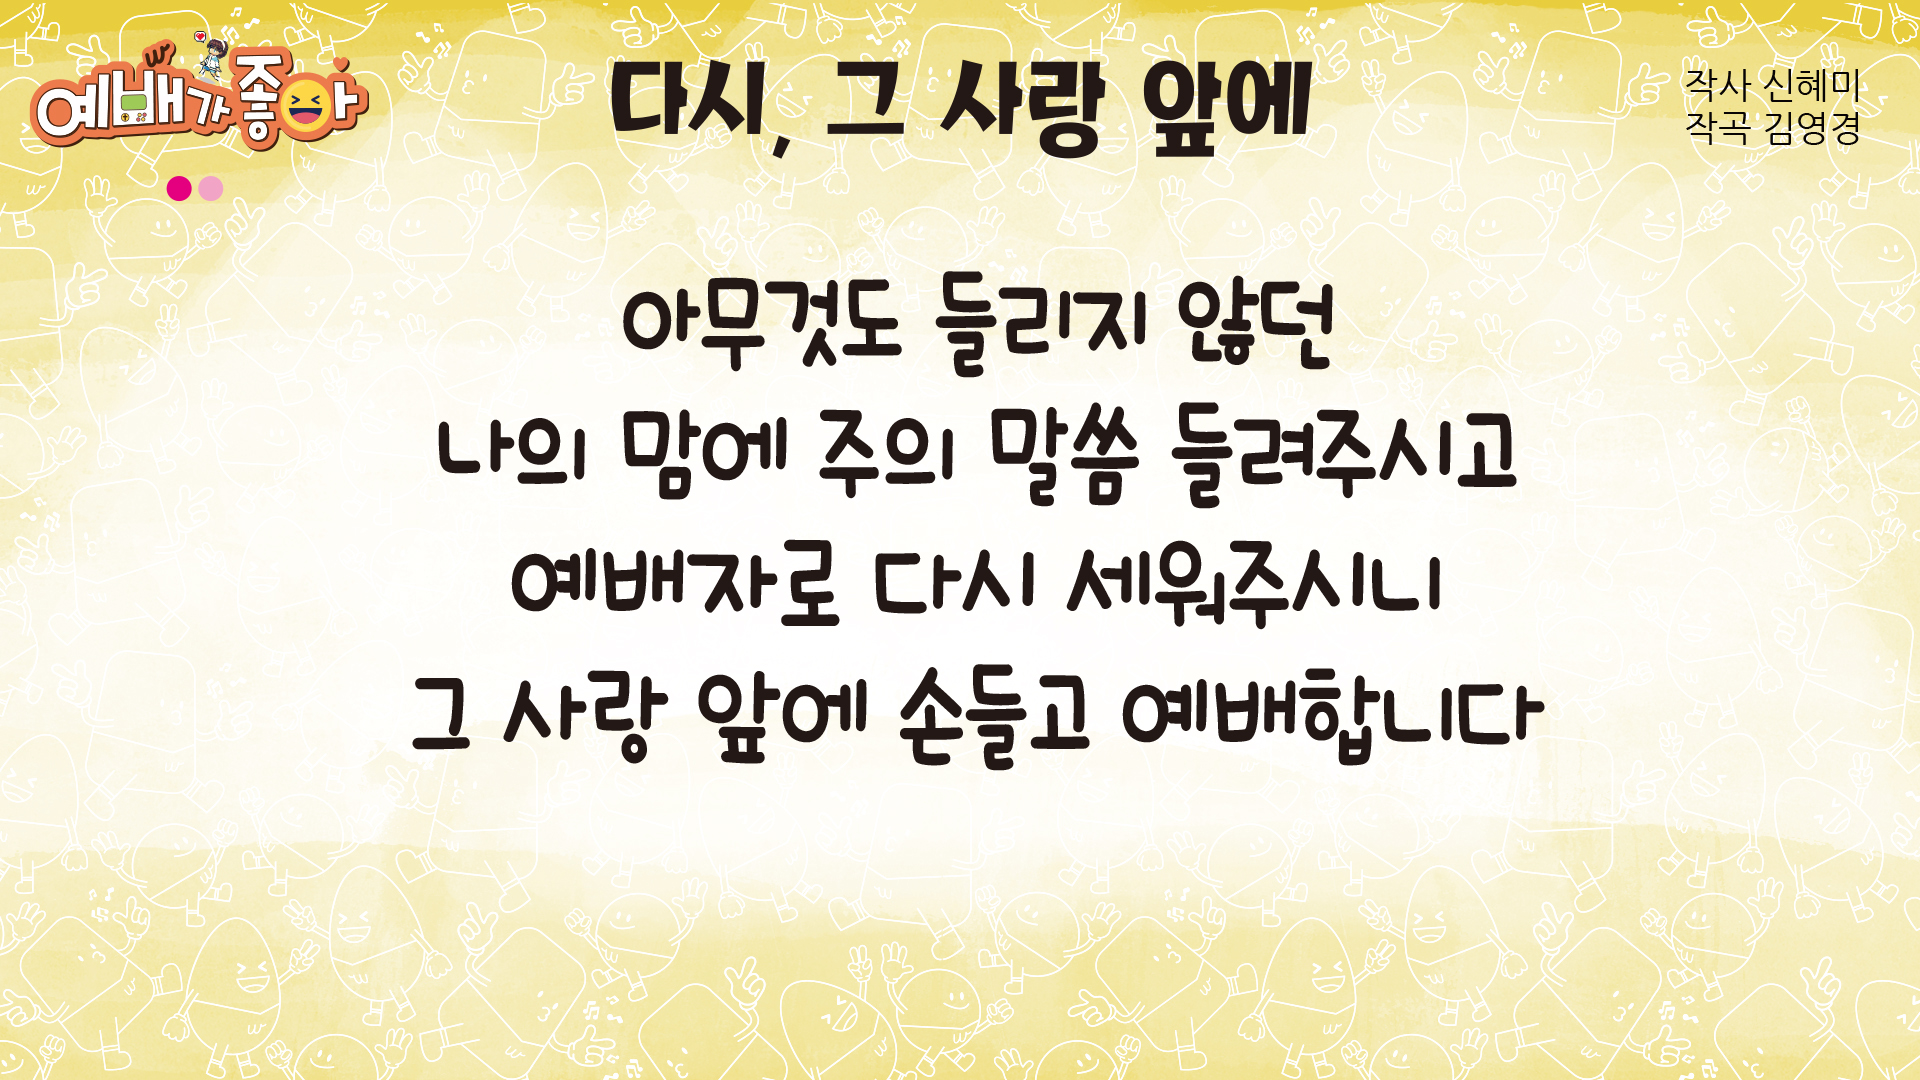 예배가 좋아
다시, 그 사랑 앞에
작사 신혜미
작곡 김영경
아무것도 들리지 않던
나의 맘에 주의 말씀 들려주시고
예배자로 다시 세워주시니
그 사랑 앞에 손들고 예배합니다